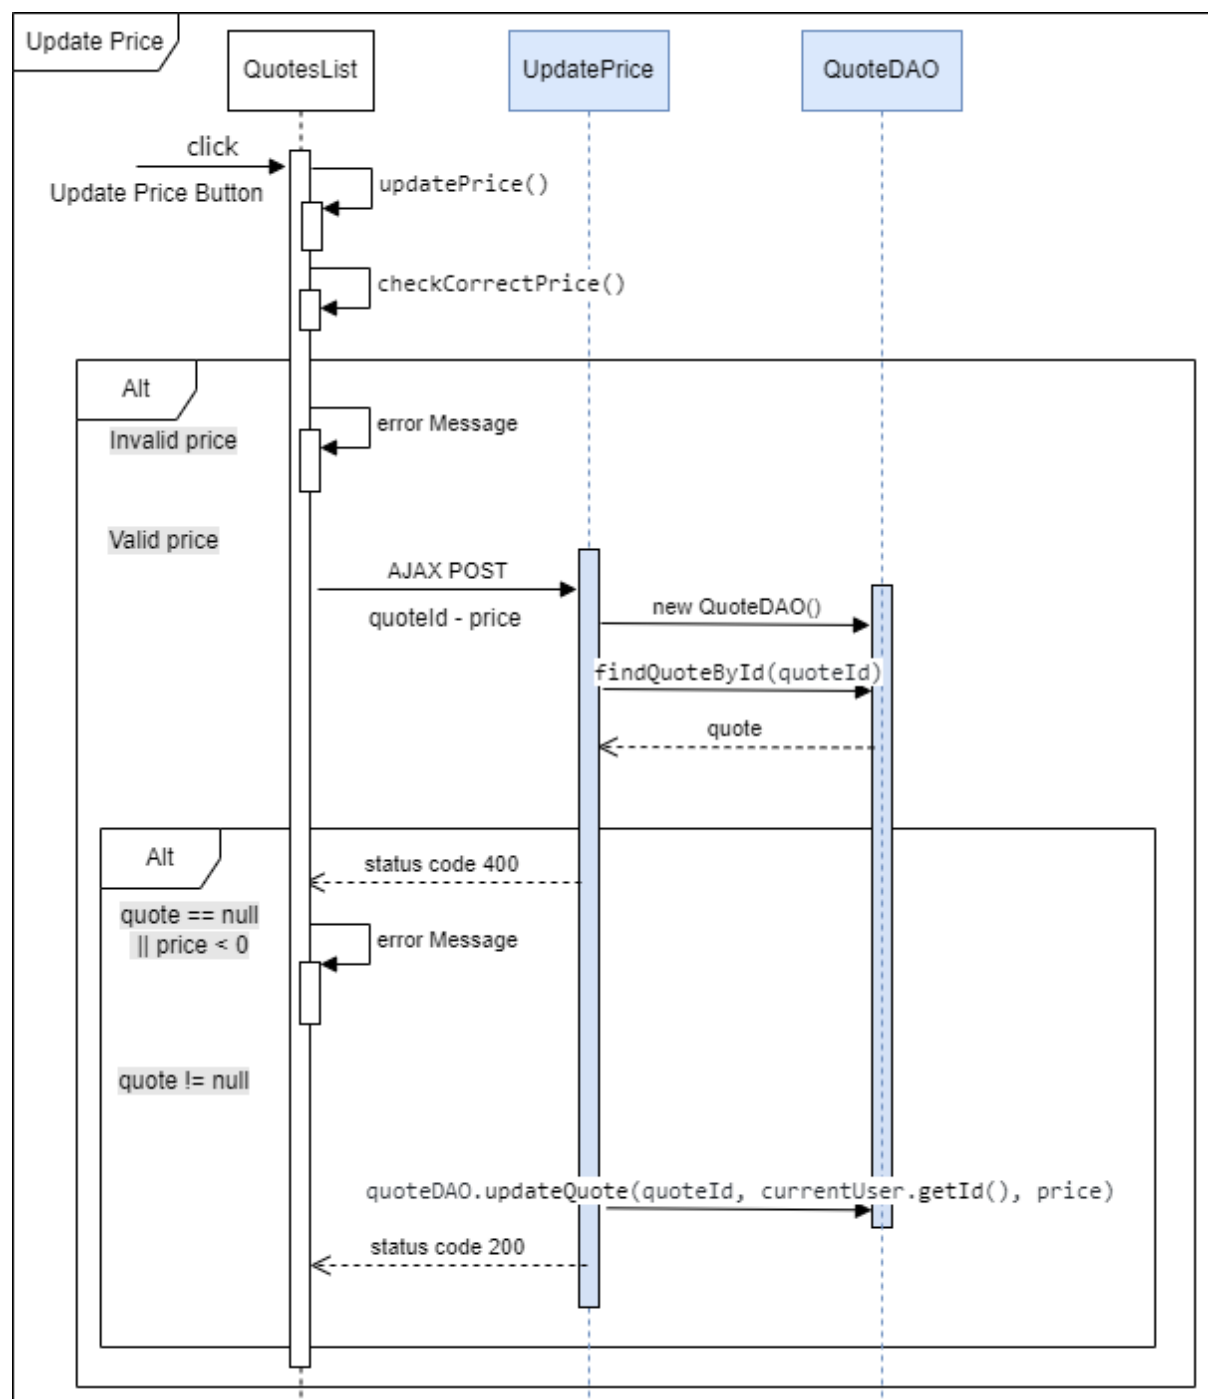 Update Price
QuotesList
UpdatePrice
QuoteDAO
click
Update Price Button
updatePrice()
checkCorrectPrice()
Alt
Invalid price
error Message
Valid price
AJAX POST
quoteId - price
new QuoteDAO()
findQuoteById(quoteId)
quote
Alt
status code 400
quote == null
|| price < 0
error Message
quote != null
quoteDAO.updateQuote(quoteId, currentUser.getId(), price)
status code 200